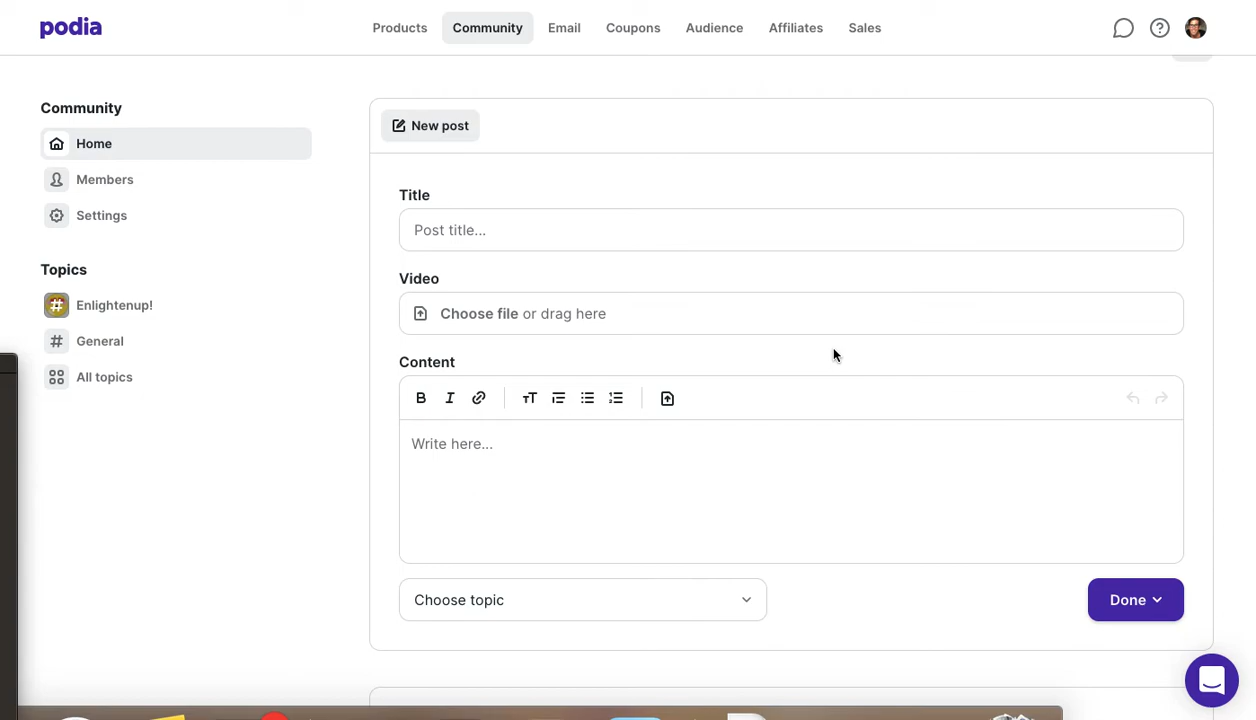 podia
Products Community Email Coupons Audience Affiliates Sales
Community
Home
Members
Settings
Topics
Enlightenup!
General
All topics
New post
Title
Post title...
Video
Choose file or drag here
Content
Write here...
Choose topic
Done